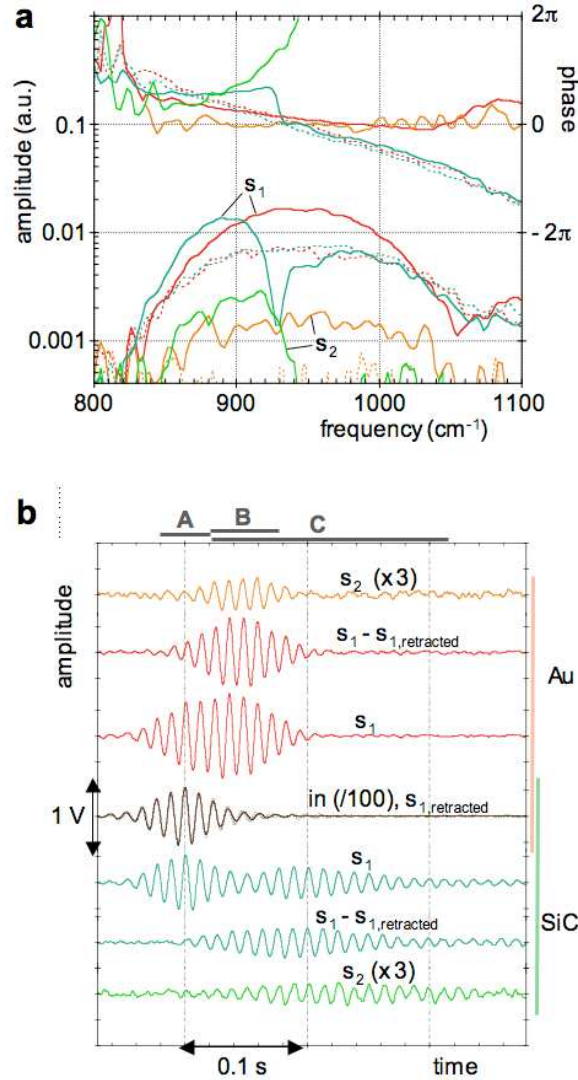 a
2π
0
- 2π
phase
amplitude (a.u.)
0.1
0.01
0.001
s1
s2
800
900
1000
1100
frequency (cm⁻¹)
b
A
B
C
amplitude
s2 (x3)
s1 - s1,retracted
s1
Au
1 V
in (/100), s1,retracted
s1
s1 - s1,retracted
SiC
s2 (x3)
0.1 s
time